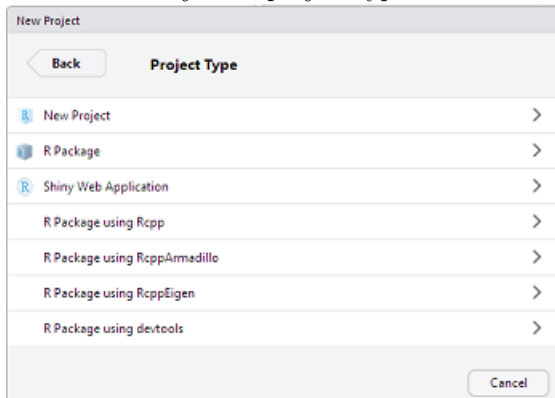 New Project
Back
Project Type
New Project
R Package
Shiny Web Application
R Package using Rcpp
R Package using RcppArmadillo
R Package using RcppEigen
R Package using devtools
Cancel